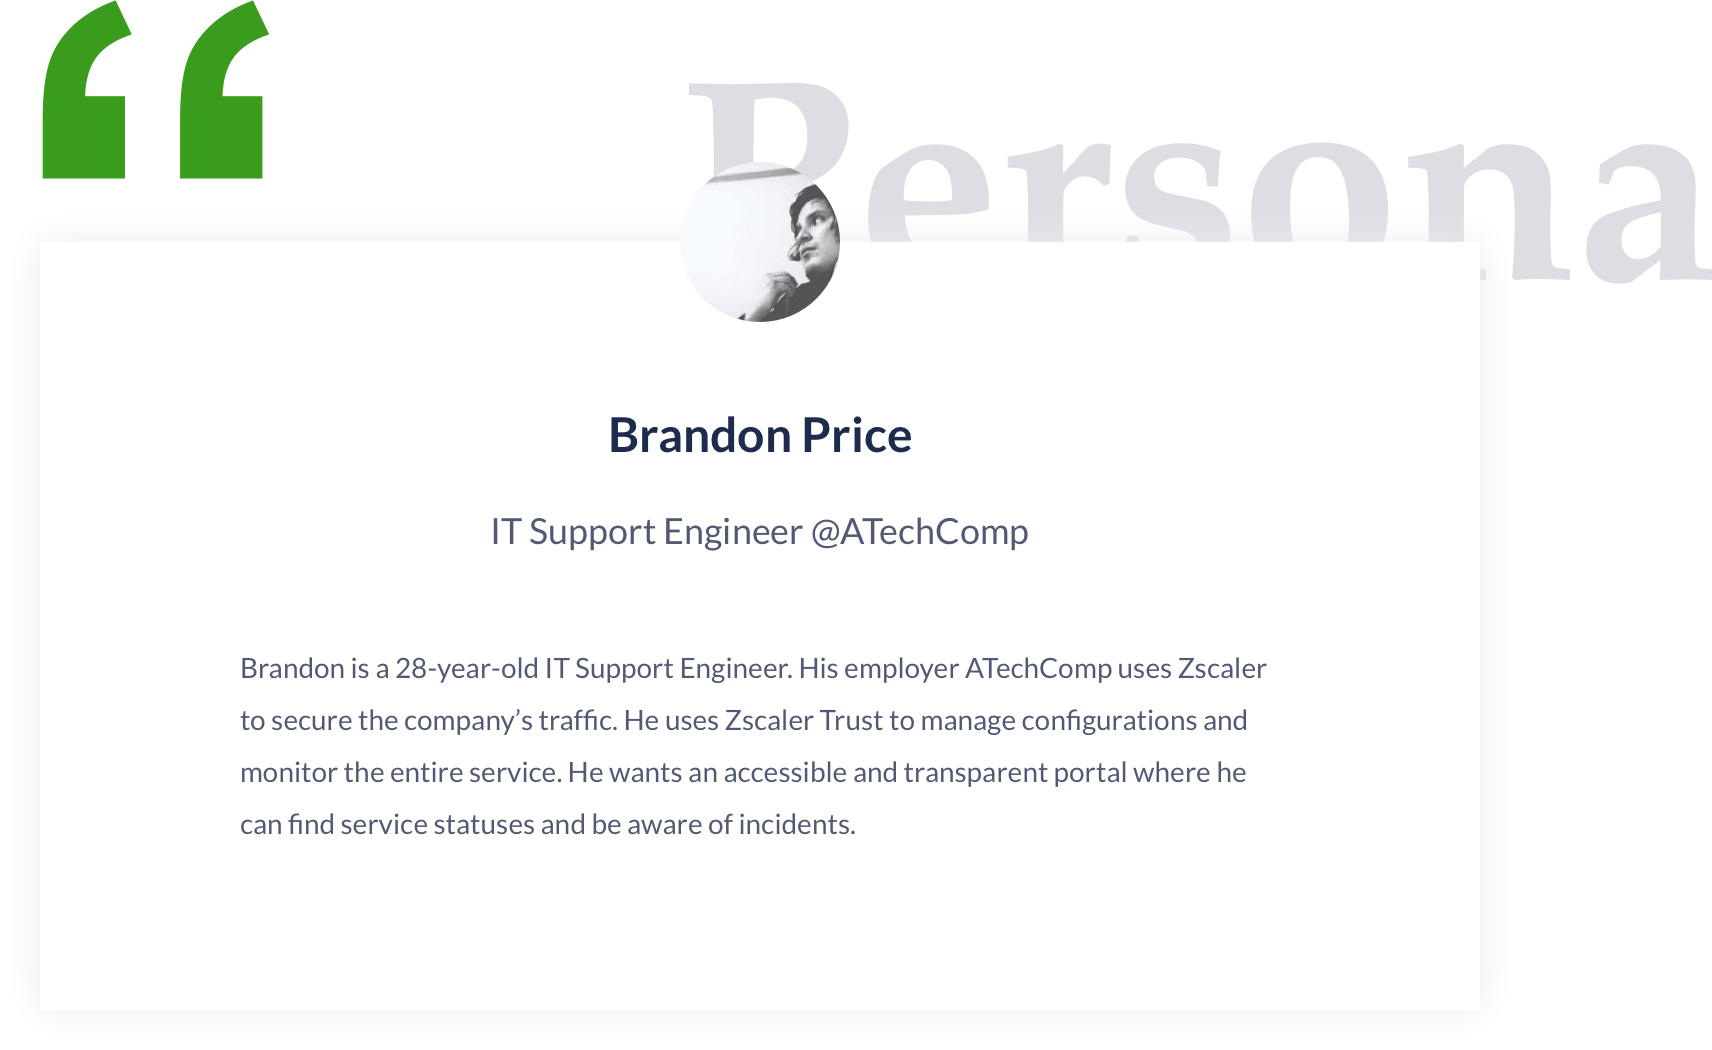 “
Persona
Brandon Price
IT Support Engineer @ATechComp
Brandon is a 28-year-old IT Support Engineer. His employer ATechComp uses Zscaler
to secure the company’s traffic. He uses Zscaler Trust to manage configurations and
monitor the entire service. He wants an accessible and transparent portal where he
can find service statuses and be aware of incidents.